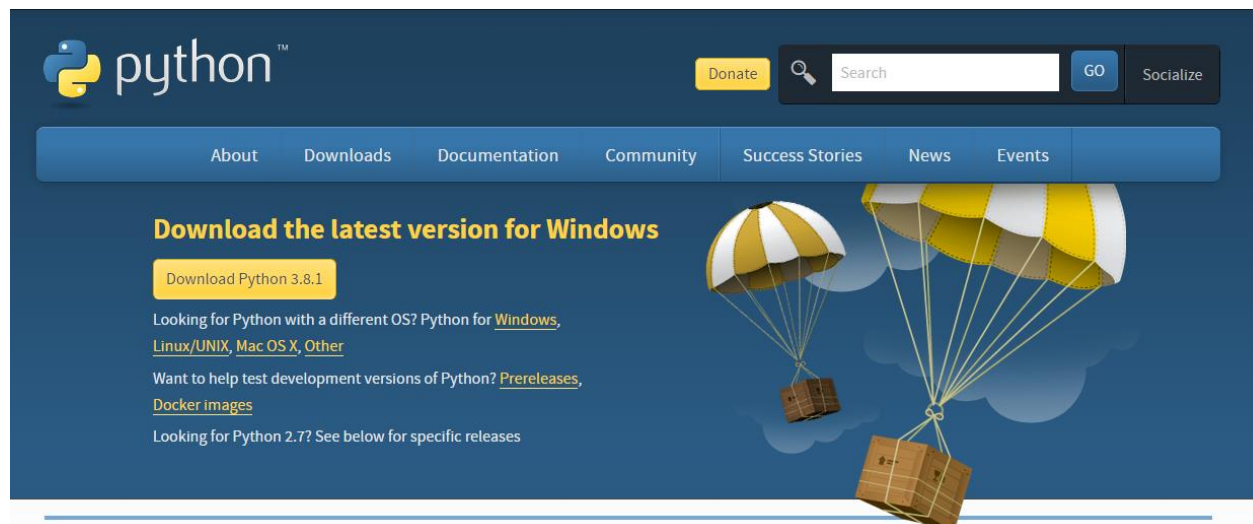 python™
Donate
Search
GO
Socialize
About
Downloads
Documentation
Community
Success Stories
News
Events
Download the latest version for Windows
Download Python 3.8.1
Looking for Python with a different OS? Python for Windows,
Linux/UNIX, Mac OS X, Other
Want to help test development versions of Python? Prereleases,
Docker images
Looking for Python 2.7? See below for specific releases